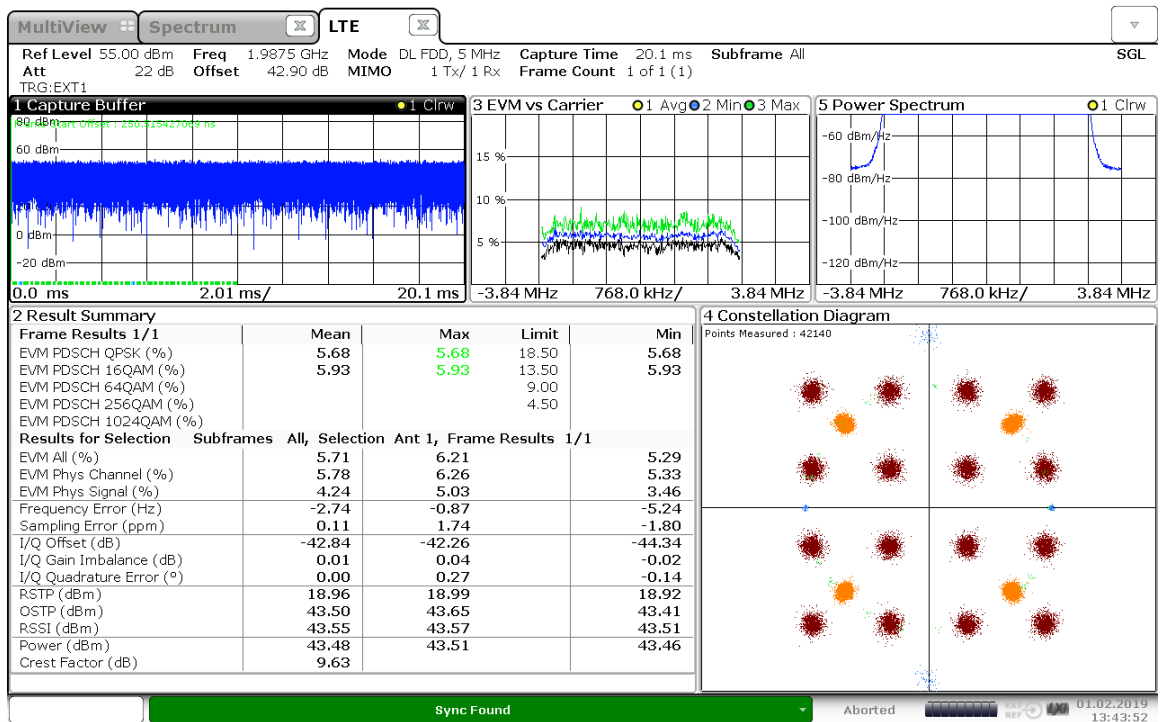 MultiView Spectrum LTE
Ref Level 55.00 dBm Freq 1.9875 GHz Mode DL FDD, 5 MHz Capture Time 20.1 ms Subframe All SGL
Att 22 dB Offset 42.90 dB MIMO 1 Tx/ 1 Rx Frame Count 1 of 1 (1)
TRG:EXT1
1 Capture Buffer 1 Clrw
80 dBm
60 dBm
0 dBm
-20 dBm
0.0 ms 2.01 ms/ 20.1 ms
3 EVM vs Carrier 1 Avg 2 Min 3 Max
15 %
10 %
5 %
-3.84 MHz 768.0 kHz/ 3.84 MHz
5 Power Spectrum 1 Clrw
-60 dBm/Hz
-80 dBm/Hz
-100 dBm/Hz
-120 dBm/Hz
-3.84 MHz 768.0 kHz/ 3.84 MHz
2 Result Summary
Frame Results 1/1 Mean Max Limit Min
EVM PDSCH QPSK (%) 5.68 5.68 18.50 5.68
EVM PDSCH 16QAM (%) 5.93 5.93 13.50 5.93
EVM PDSCH 64QAM (%) 9.00
EVM PDSCH 256QAM (%) 4.50
EVM PDSCH 1024QAM (%)
Results for Selection Subframes All, Selection Ant 1, Frame Results 1/1
EVM All (%) 5.71 6.21 5.29
EVM Phys Channel (%) 5.78 6.26 5.33
EVM Phys Signal (%) 4.24 5.03 3.46
Frequency Error (Hz) -2.74 -0.87 -5.24
Sampling Error (ppm) 0.11 1.74 -1.80
I/Q Offset (dB) -42.84 -42.26 -44.34
I/Q Gain Imbalance (dB) 0.01 0.04 -0.02
I/Q Quadrature Error (°) 0.00 0.27 -0.14
RSTP (dBm) 18.96 18.99 18.92
OSTP (dBm) 43.50 43.65 43.41
RSSI (dBm) 43.55 43.57 43.51
Power (dBm) 43.48 43.51 43.46
Crest Factor (dB) 9.63
4 Constellation Diagram
Points Measured : 42140
Sync Found Aborted EXT REF 01.02.2019
13:43:52